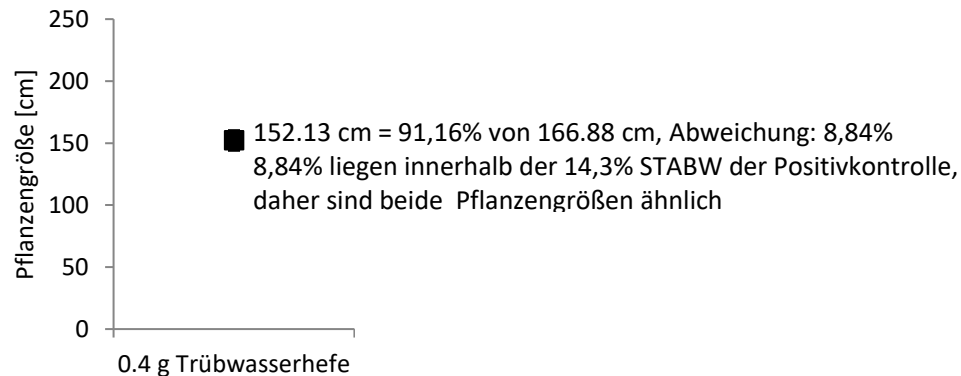 250
200
150
100
50
0
Pflanzengröße [cm]
152.13 cm = 91,16% von 166.88 cm, Abweichung: 8,84%
8,84% liegen innerhalb der 14,3% STABW der Positivkontrolle,
daher sind beide  Pflanzengrößen ähnlich
0.4 g Trübwasserhefe